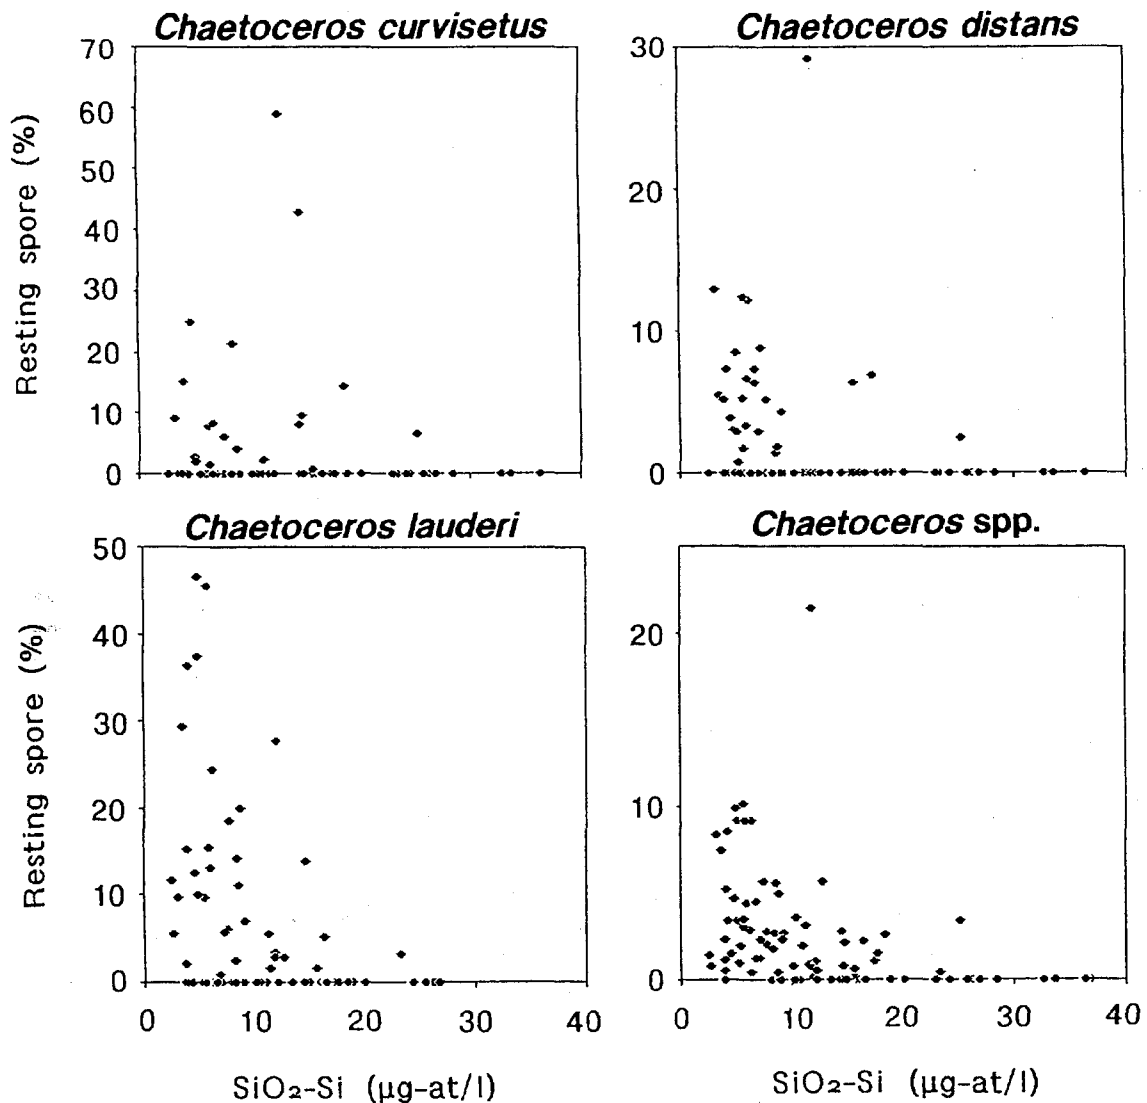 Chaetoceros curvisetus
Chaetoceros distans
70
60
50
40
30
20
10
0
Resting spore (%)
30
20
10
0
Chaetoceros lauderi
Chaetoceros spp.
50
40
30
20
10
0
Resting spore (%)
20
10
0
0 10 20 30 40
0 10 20 30 40
SiO₂-Si (µg-at/l)
SiO₂-Si (µg-at/l)